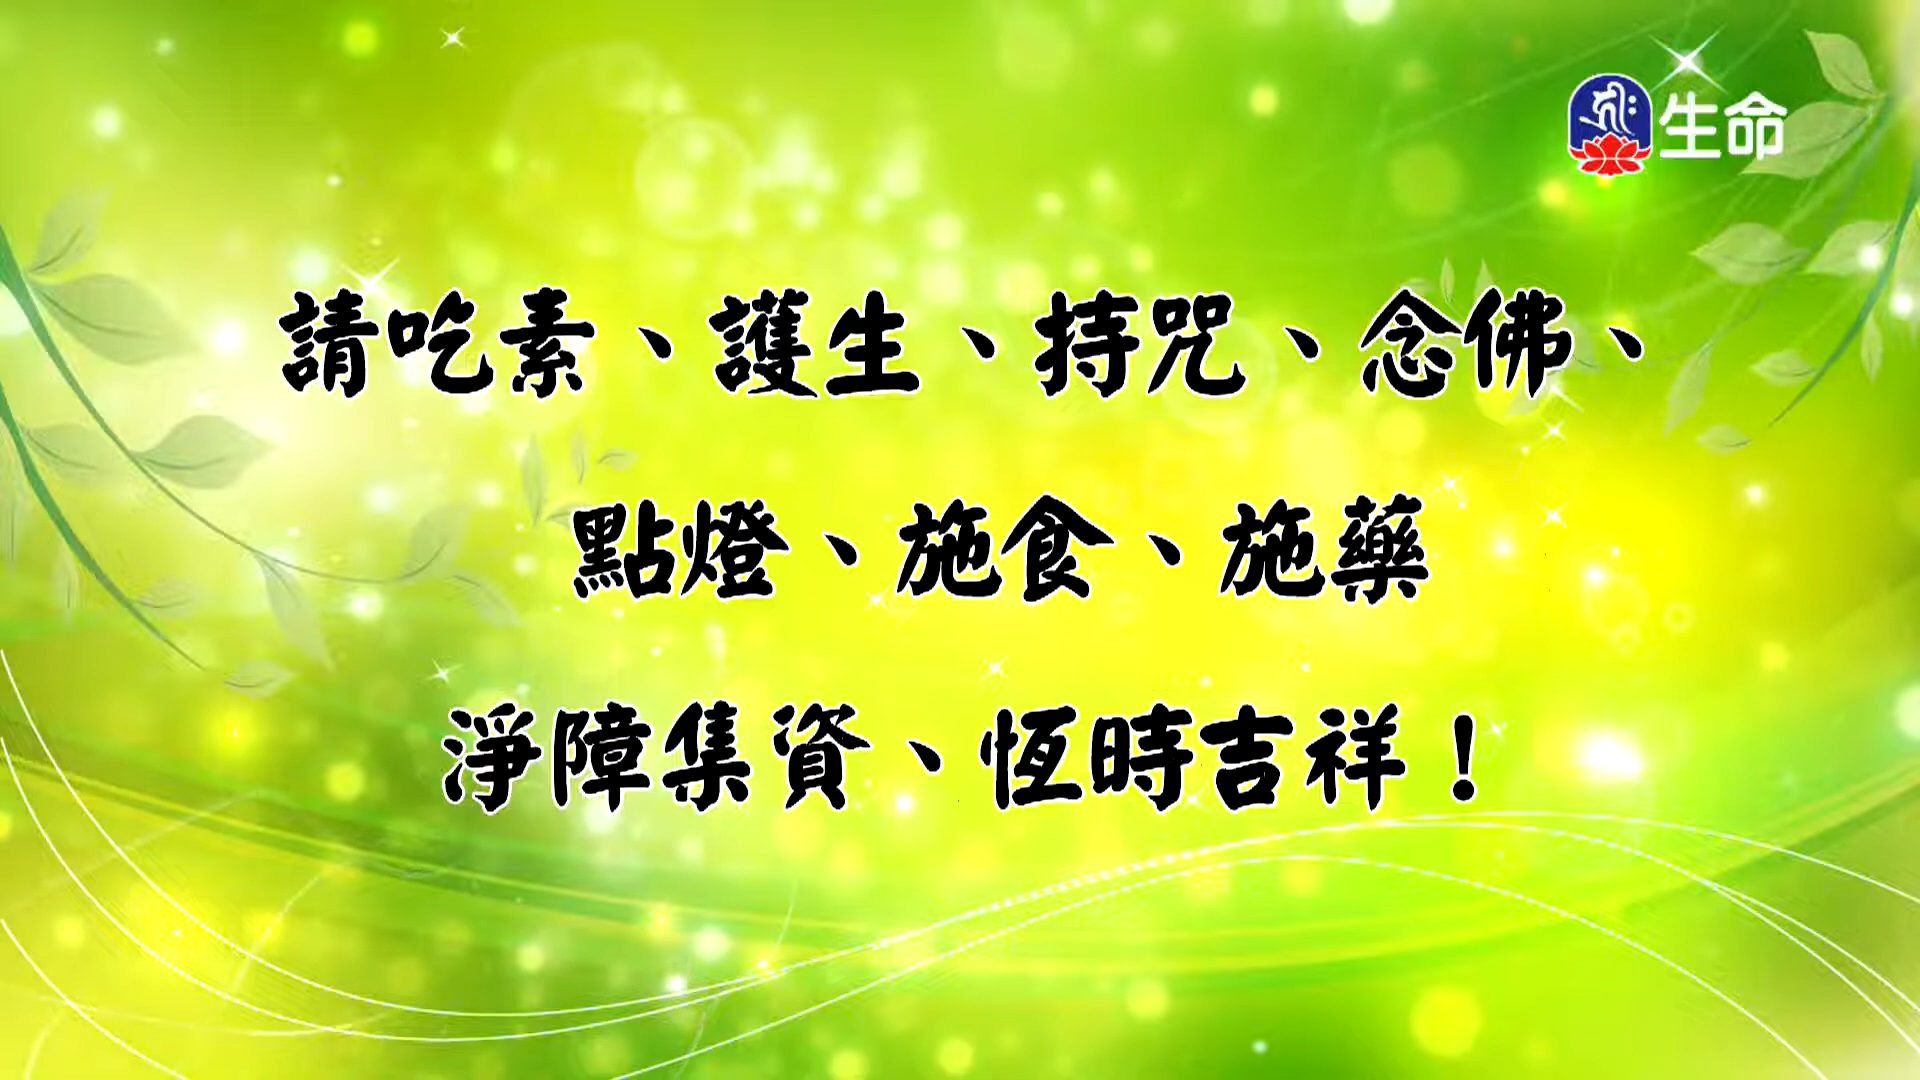 生命
請吃素、護生、持咒、念佛、
點燈、施食、施藥
淨障集資、恆時吉祥！